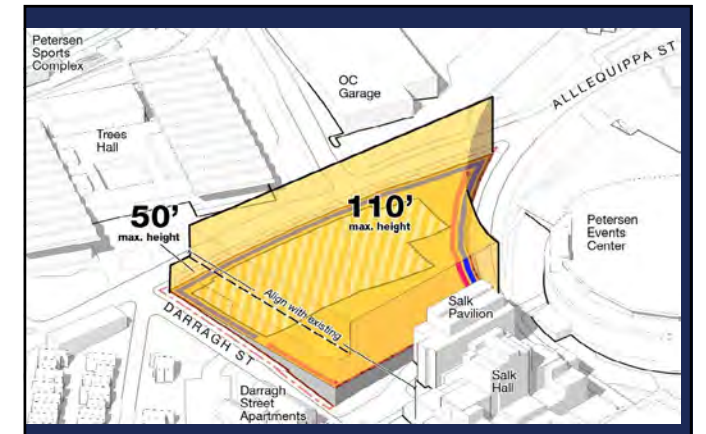 Petersen
Sports
Complex
OC
Garage
ALLLEQUIPPA ST
Trees
Hall
50'
max. height
110'
max. height
Petersen
Events
Center
Align with existing
Salk
Pavilion
DARRAGH ST
Salk
Hall
Darragh
Street
Apartments